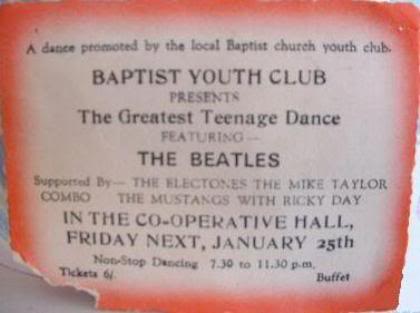 A dance promoted by the local Baptist church youth club.
BAPTIST YOUTH CLUB
PRESENTS
The Greatest Teenage Dance
FEATURING—
THE BEATLES
Supported By— THE ELECTONES THE MIKE TAYLOR
COMBO THE MUSTANGS WITH RICKY DAY
IN THE CO-OPERATIVE HALL,
FRIDAY NEXT, JANUARY 25th
Non-Stop Dancing 7.30 to 11.30 p.m.
Tickets 6/. Buffet